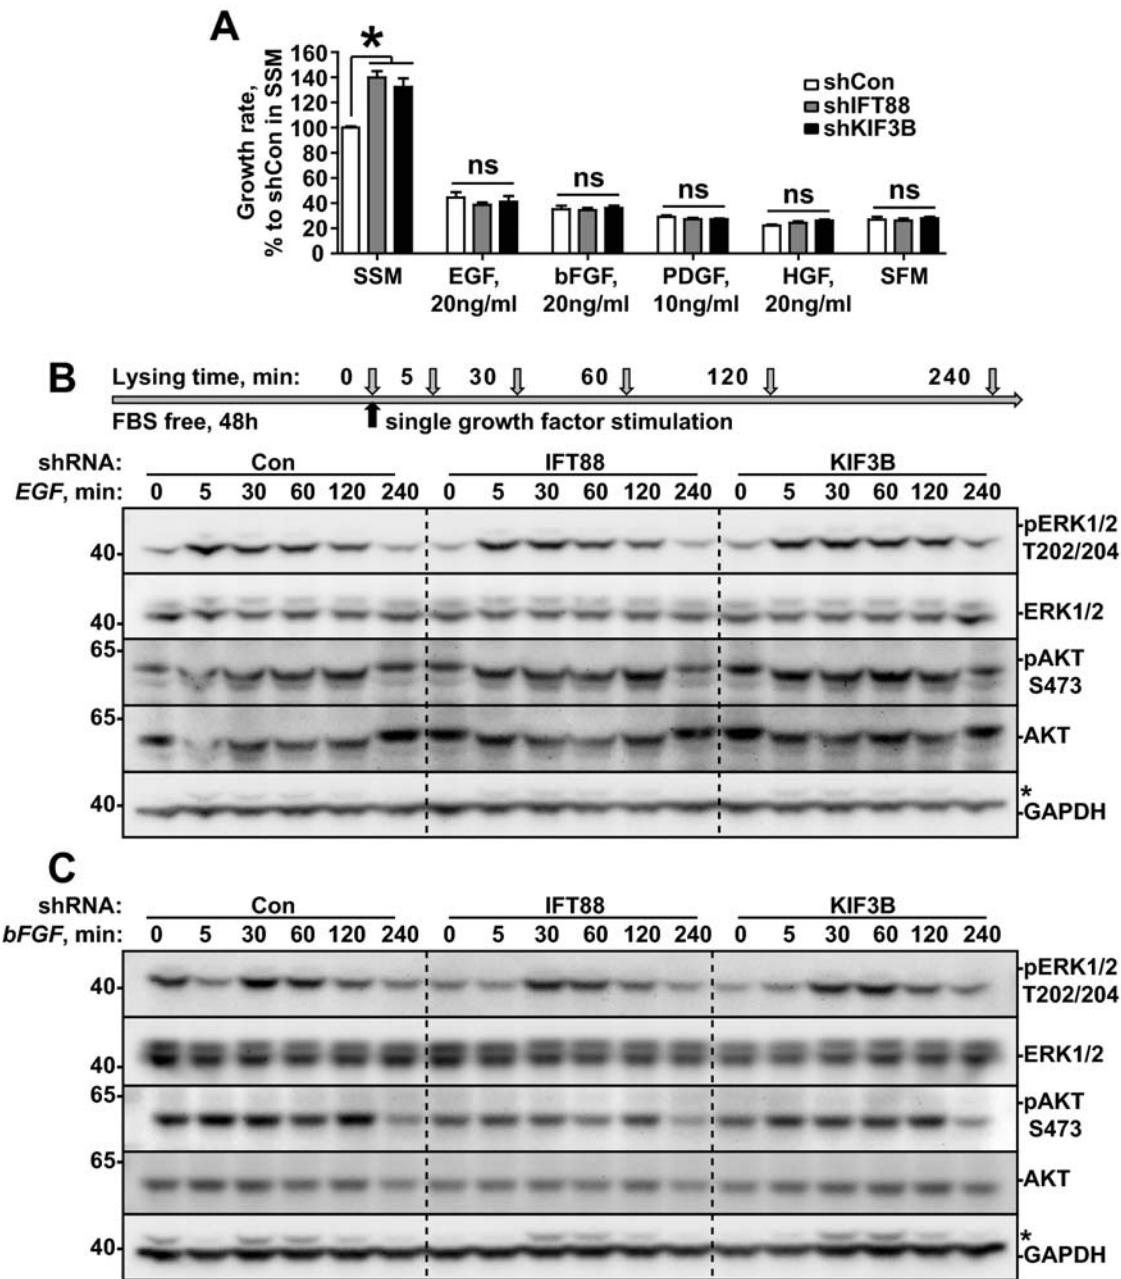 A
*
Growth rate,
% to shCon in SSM
160
140
120
100
80
60
40
20
0
ns
ns
ns
ns
ns
shCon
shIFT88
shKIF3B
SSM
EGF,
20ng/ml
bFGF,
20ng/ml
PDGF,
10ng/ml
HGF,
20ng/ml
SFM
B
Lysing time, min: 0 5 30 60 120 240
FBS free, 48h single growth factor stimulation
shRNA: Con IFT88 KIF3B
EGF, min: 0 5 30 60 120 240 0 5 30 60 120 240 0 5 30 60 120 240
40 -pERK1/2
T202/204
40 -ERK1/2
65 -pAKT
S473
65 -AKT
40 *
-GAPDH
C
shRNA: Con IFT88 KIF3B
bFGF, min: 0 5 30 60 120 240 0 5 30 60 120 240 0 5 30 60 120 240
40 -pERK1/2
T202/204
40 -ERK1/2
65 -pAKT
S473
65 -AKT
40 *
-GAPDH